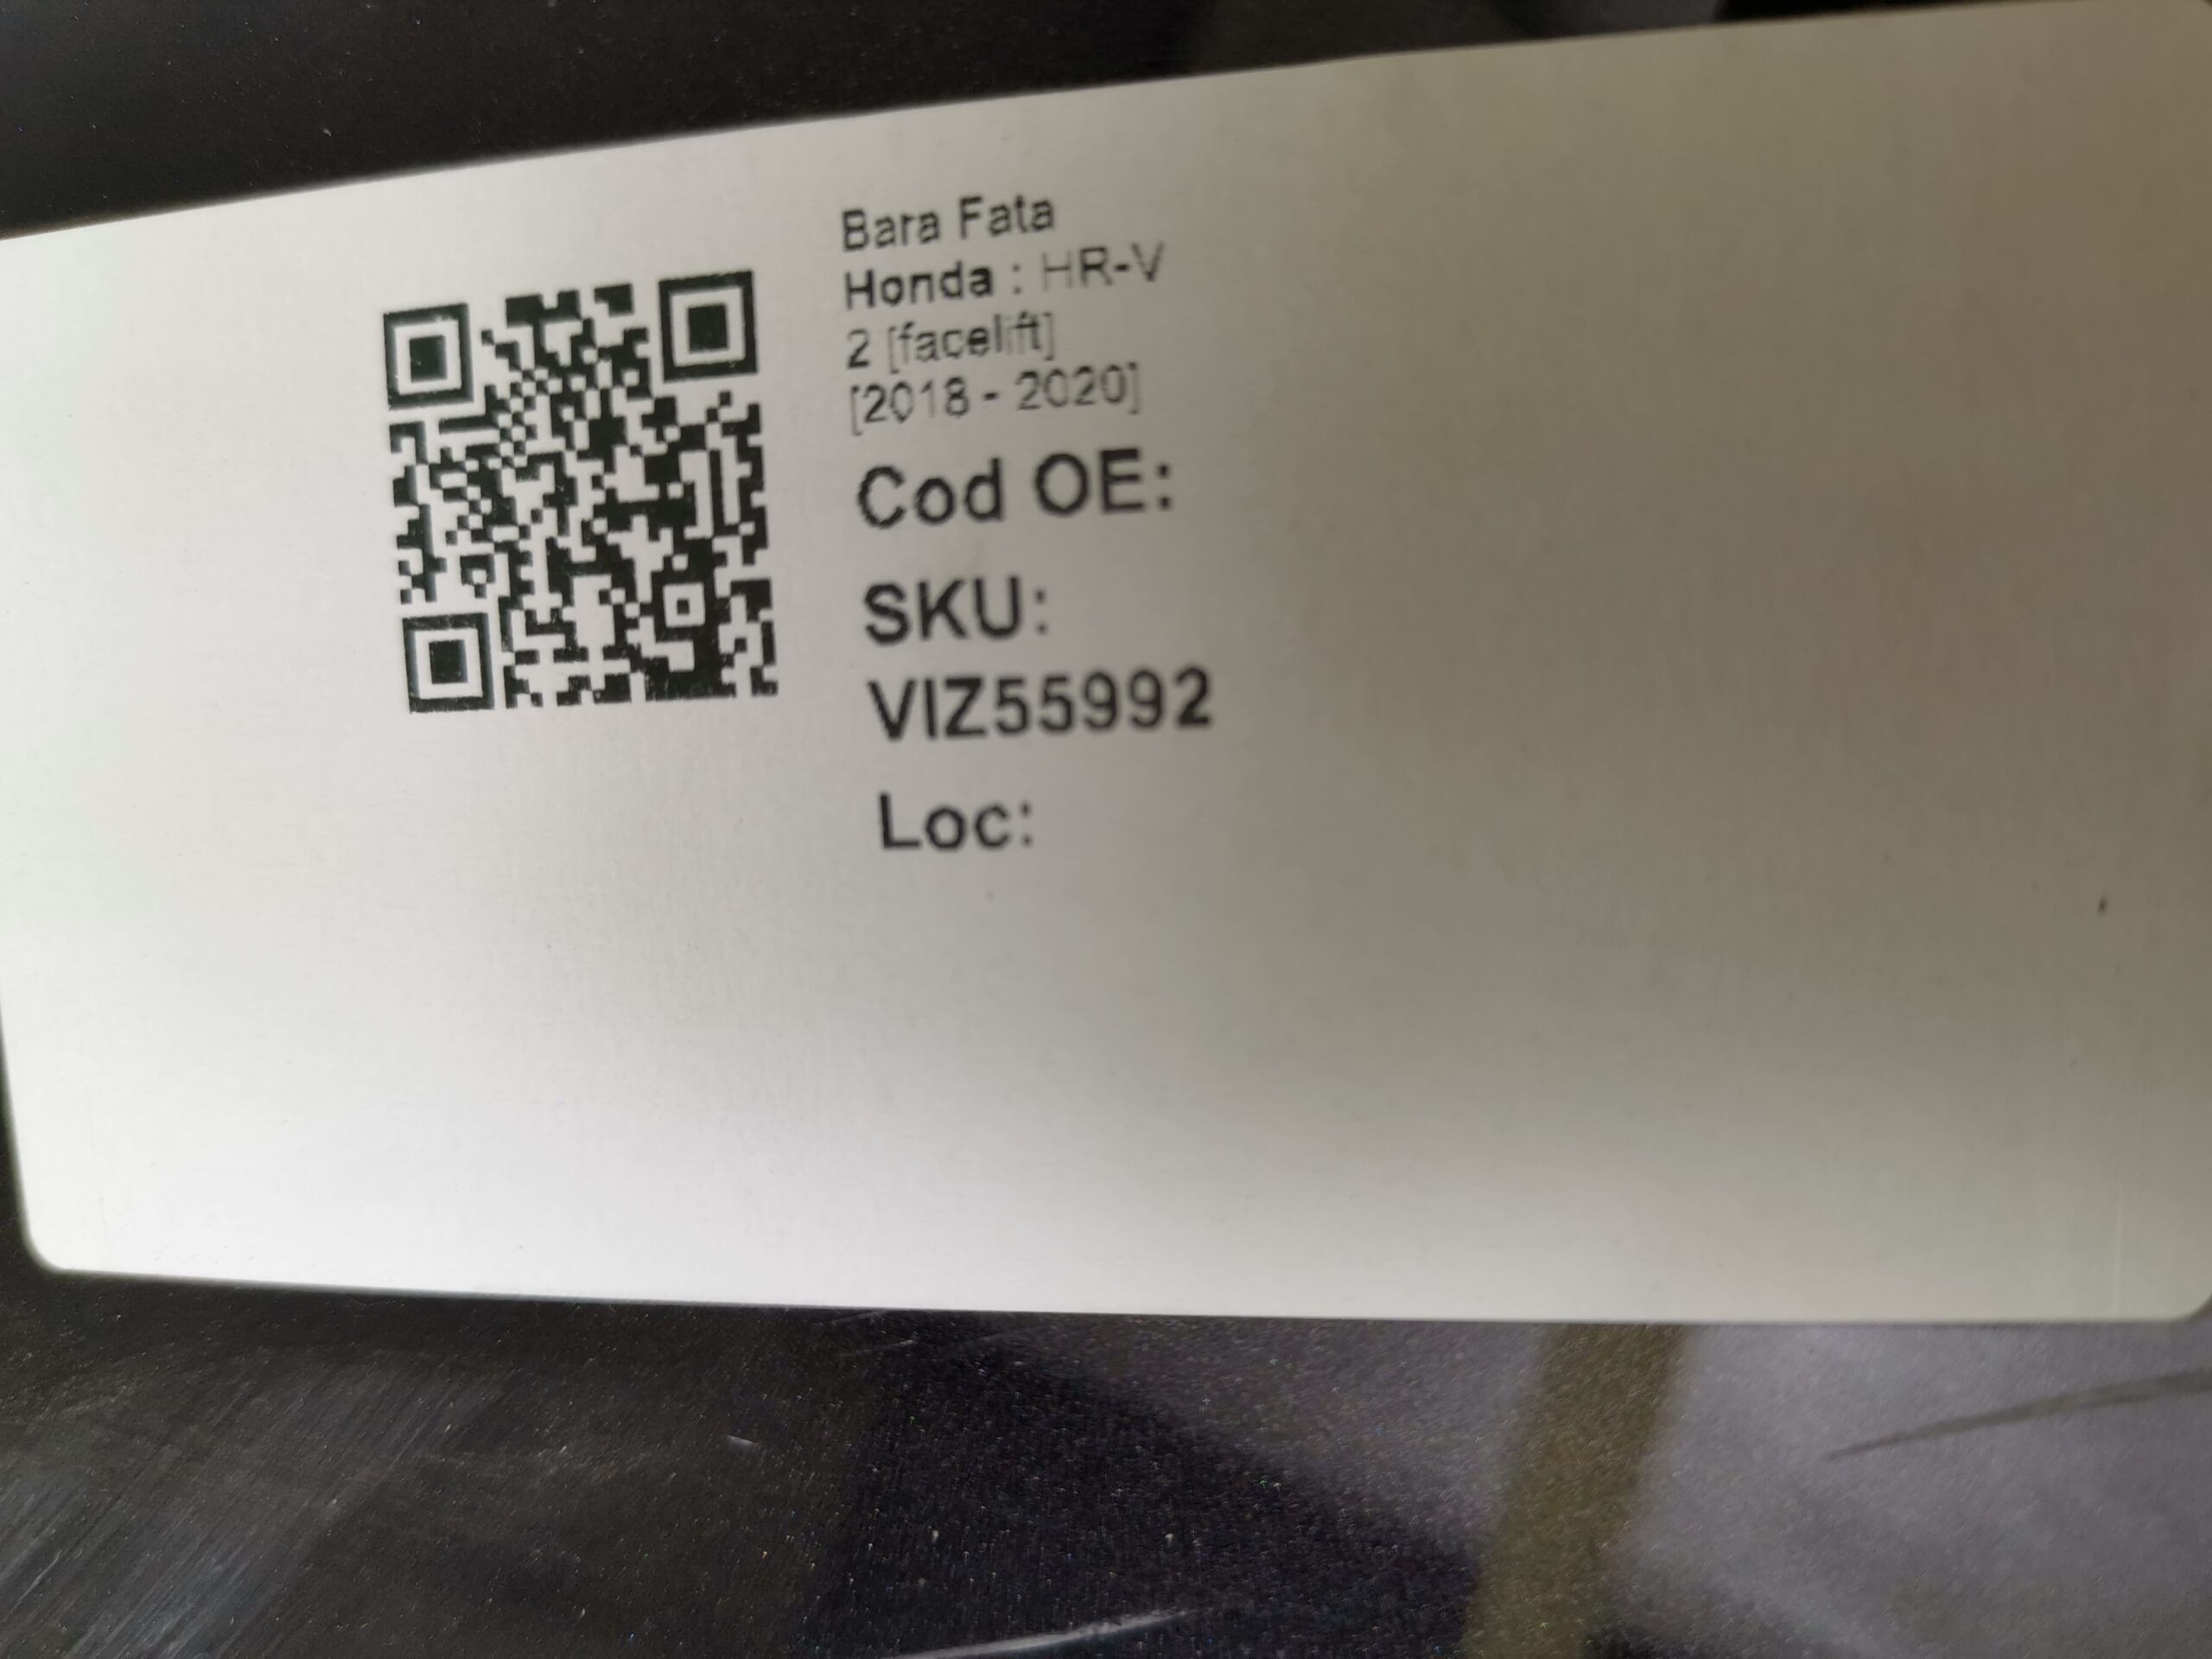 Bara Fata
Honda : HR-V
2 [facelift]
[2018 - 2020]
Cod OE:
SKU:
VIZ55992
Loc: